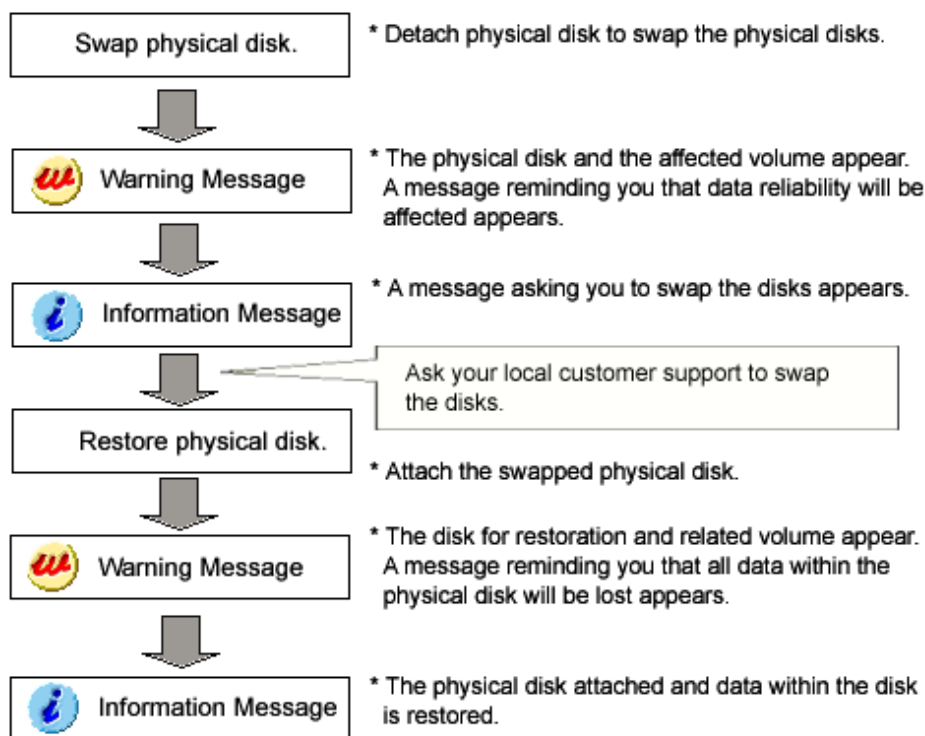 Swap physical disk.
* Detach physical disk to swap the physical disks.
w Warning Message
* The physical disk and the affected volume appear.
A message reminding you that data reliability will be
affected appears.
i Information Message
* A message asking you to swap the disks appears.
Ask your local customer support to swap
the disks.
Restore physical disk.
* Attach the swapped physical disk.
w Warning Message
* The disk for restoration and related volume appear.
A message reminding you that all data within the
physical disk will be lost appears.
i Information Message
* The physical disk attached and data within the disk
is restored.